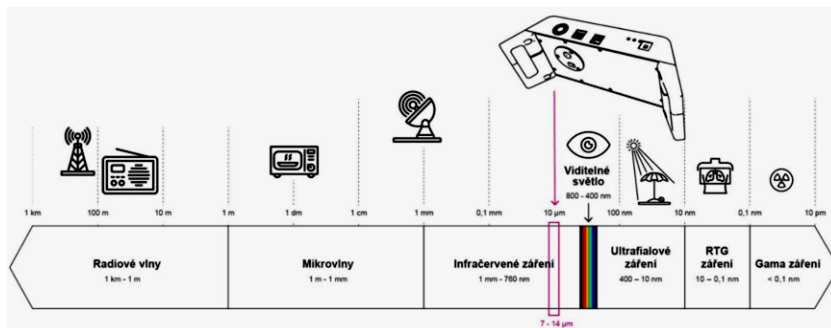 Viditelné
světlo
800 - 400 nm
1 km
100 m
10 m
1 m
1 dm
1 cm
1 mm
0,1 mm
10 µm
100 nm
10 nm
0,1 nm
10 pm
Radiové vlny
1 km - 1 m
Mikrovlny
1 m - 1 mm
Infračervené záření
1 mm - 760 nm
Ultrafialové
záření
400 – 10 nm
RTG
záření
10 – 0,1 nm
Gama záření
< 0,1 nm
7 - 14 µm